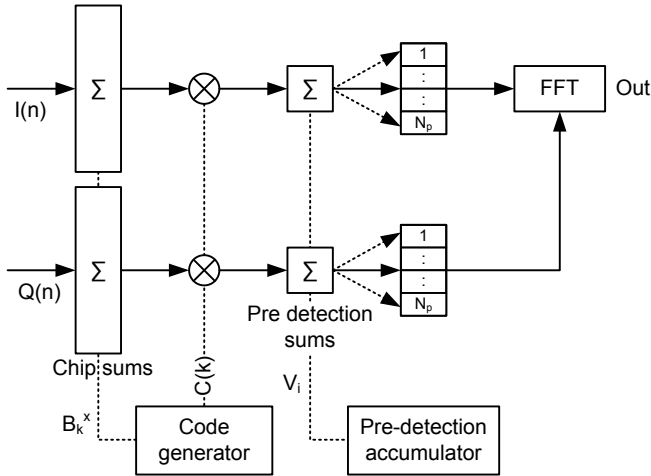 I(n)
Σ
Σ
1
:
:
Nₚ
FFT
Out
Q(n)
Σ
Σ
1
:
:
Nₚ
Pre detection
sums
Chip sums
C(k)
Vᵢ
Bₖˣ
Code
generator
Pre-detection
accumulator